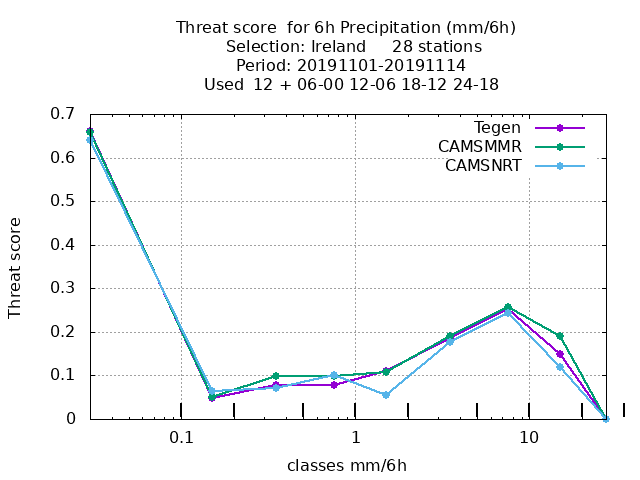 Threat score  for 6h Precipitation (mm/6h)
Selection: Ireland     28 stations
Period: 20191101-20191114
Used  12 + 06-00 12-06 18-12 24-18
Tegen
CAMSMMR
CAMSNRT
0.7
0.6
0.5
0.4
0.3
0.2
0.1
0
Threat score
0.1
1
10
classes mm/6h